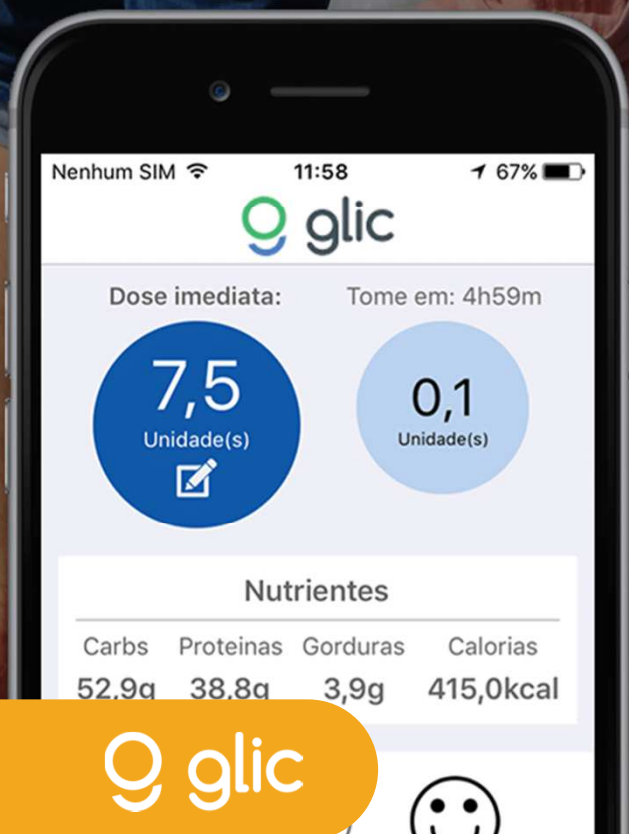 Nenhum SIM 11:58 67%
glic
Dose imediata: Tome em: 4h59m
7,5 0,1
Unidade(s) Unidade(s)
Nutrientes
Carbs Proteinas Gorduras Calorias
52,9g 38,8g 3,9g 415,0kcal
glic